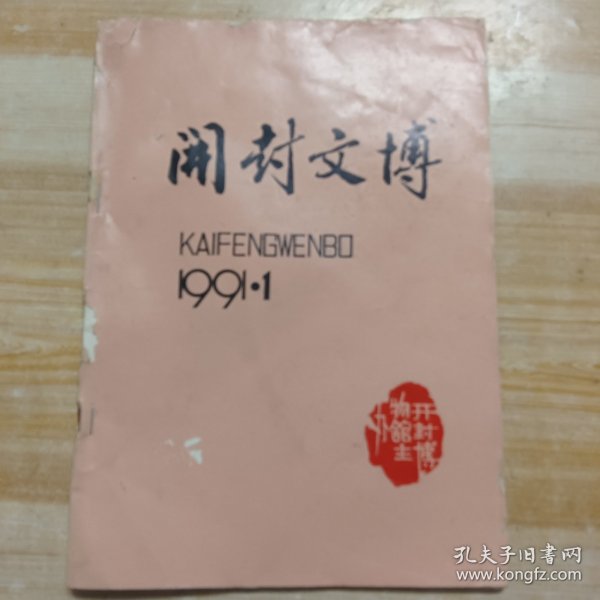 開封文博
KAIFENGWENBO
1991·1
开封博
物館主
办
孔夫子旧书网
www.kongfz.com